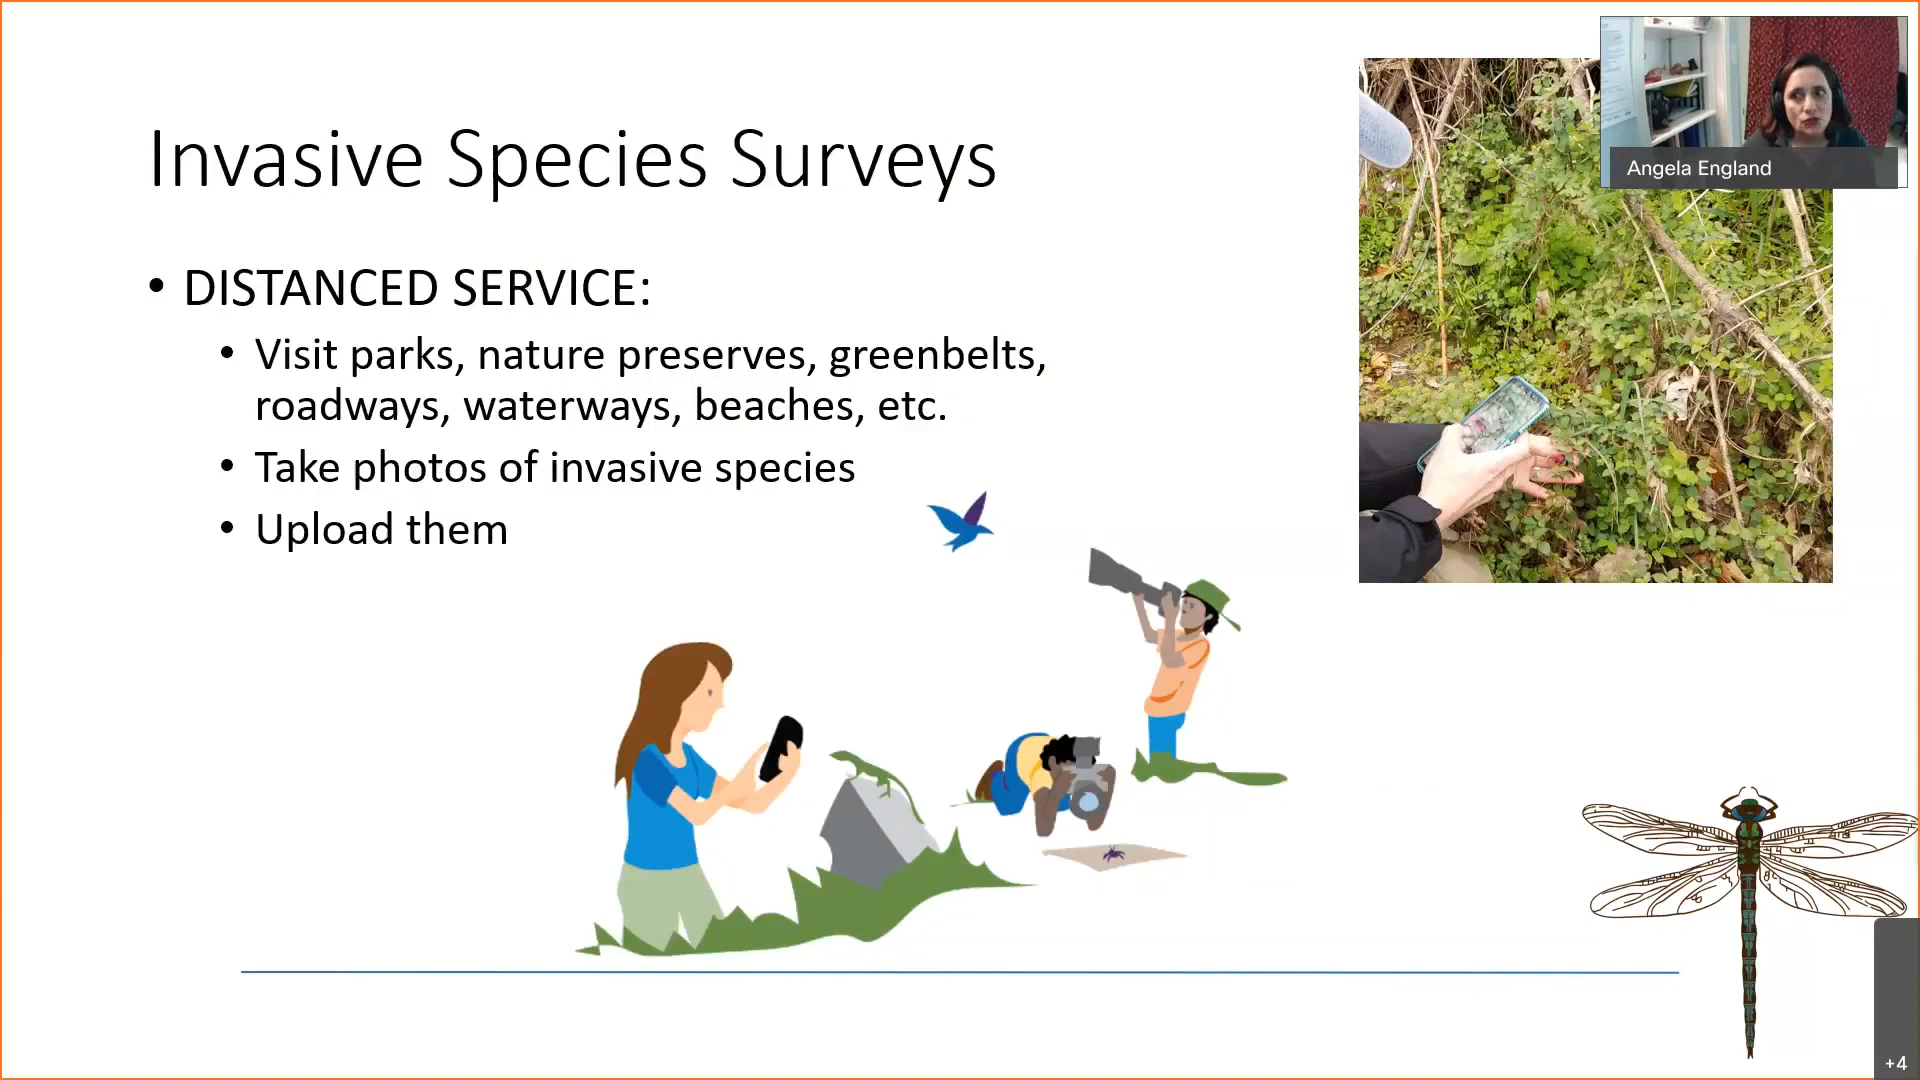 Invasive Species Surveys
• DISTANCED SERVICE:
• Visit parks, nature preserves, greenbelts,
roadways, waterways, beaches, etc.
• Take photos of invasive species
• Upload them
Angela England
+4